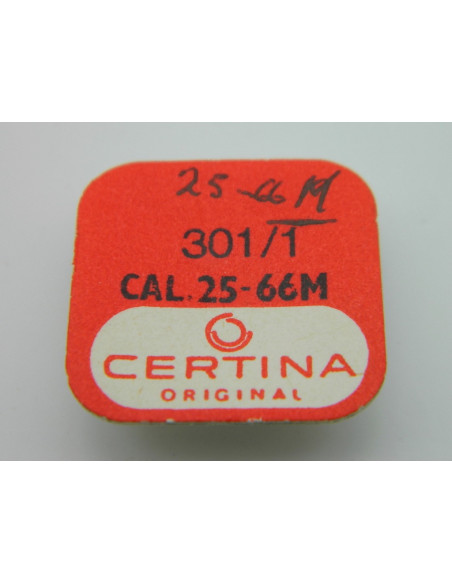 25-66M
301/1
CAL.25-66M
CERTINA
ORIGINAL